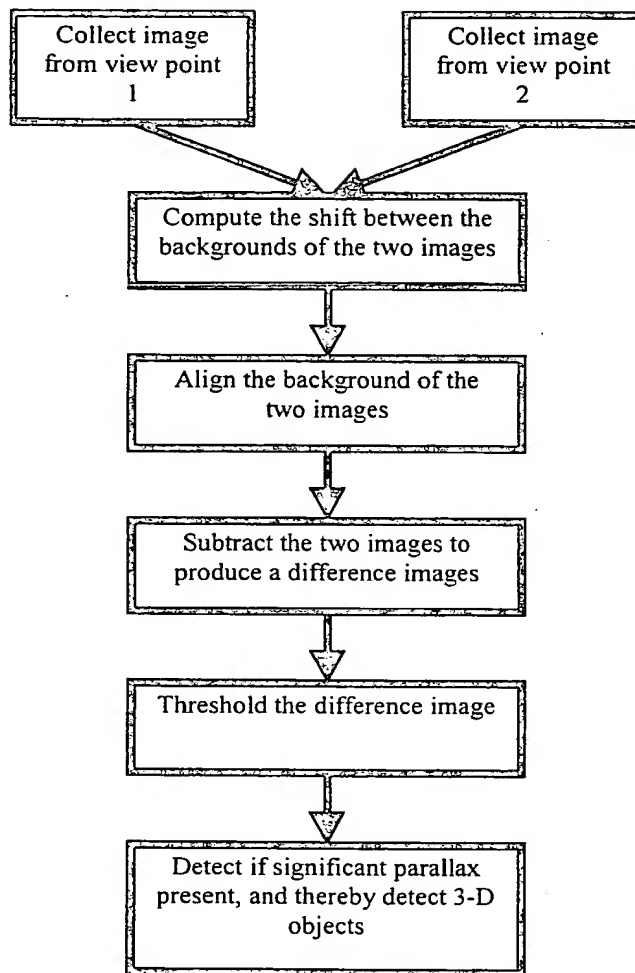 Collect image
from view point
1
Collect image
from view point
2
Compute the shift between the
backgrounds of the two images
Align the background of the
two images
Subtract the two images to
produce a difference images
Threshold the difference image
Detect if significant parallax
present, and thereby detect 3-D
objects